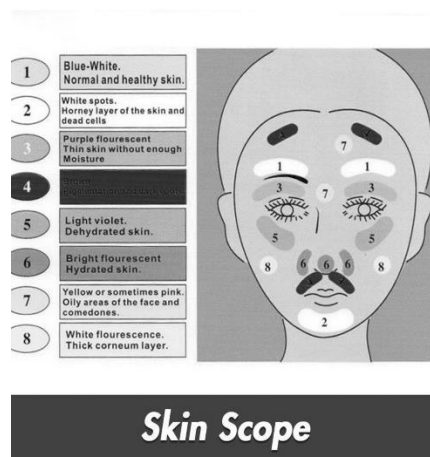 1
Blue-White.
Normal and healthy skin.
2
White spots.
Horney layer of the skin and
dead cells
3
Purple flourescent
Thin skin without enough
Moisture
4
Brown
5
Light violet.
Dehydrated skin.
6
Bright flourescent
Hydrated skin.
7
Yellow or sometimes pink.
Oily areas of the face and
comedones.
8
White flourescence.
Thick corneum layer.
7
1 1
3 7 3
5 5
8 6 6 6 8
2
Skin Scope